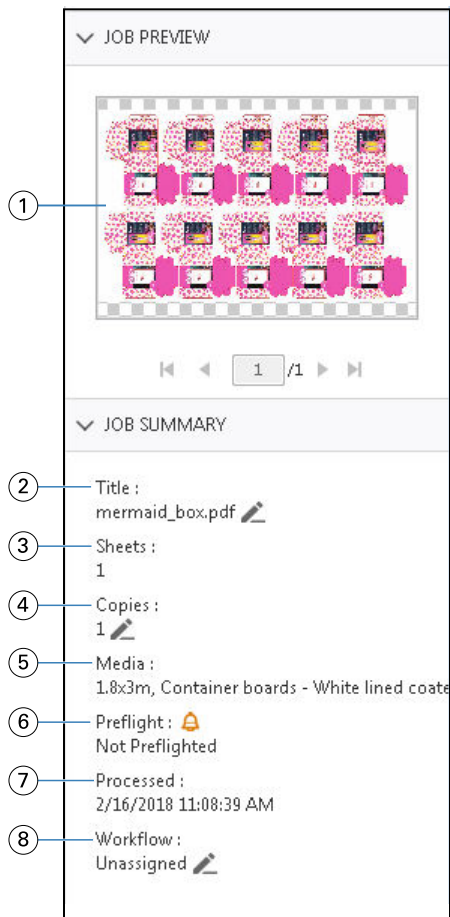 JOB PREVIEW
1
1 /1
JOB SUMMARY
2 Title :
mermaid_box.pdf
3 Sheets :
1
4 Copies :
1
5 Media :
1.8x3m, Container boards - White lined coate
6 Preflight :
Not Preflighted
7 Processed :
2/16/2018 11:08:39 AM
8 Workflow :
Unassigned